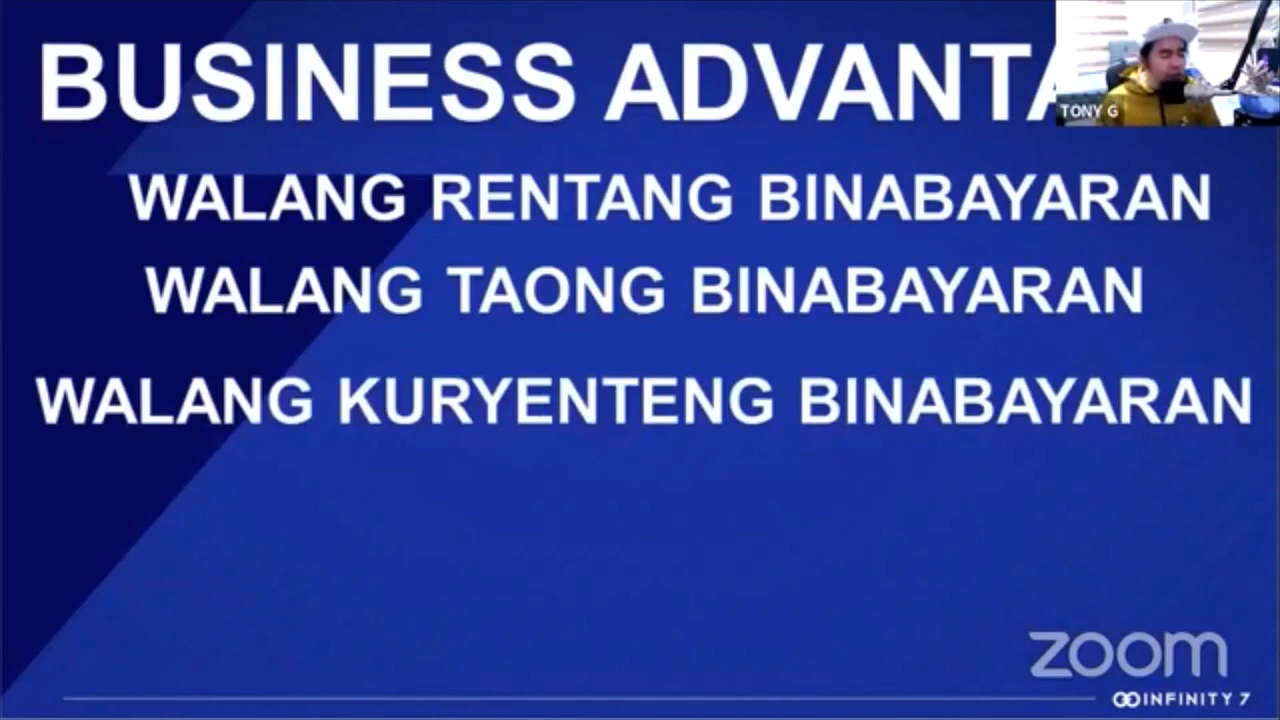 BUSINESS ADVANTA
TONY G
WALANG RENTANG BINABAYARAN
WALANG TAONG BINABAYARAN
WALANG KURYENTENG BINABAYARAN
zoom
INFINITY 7